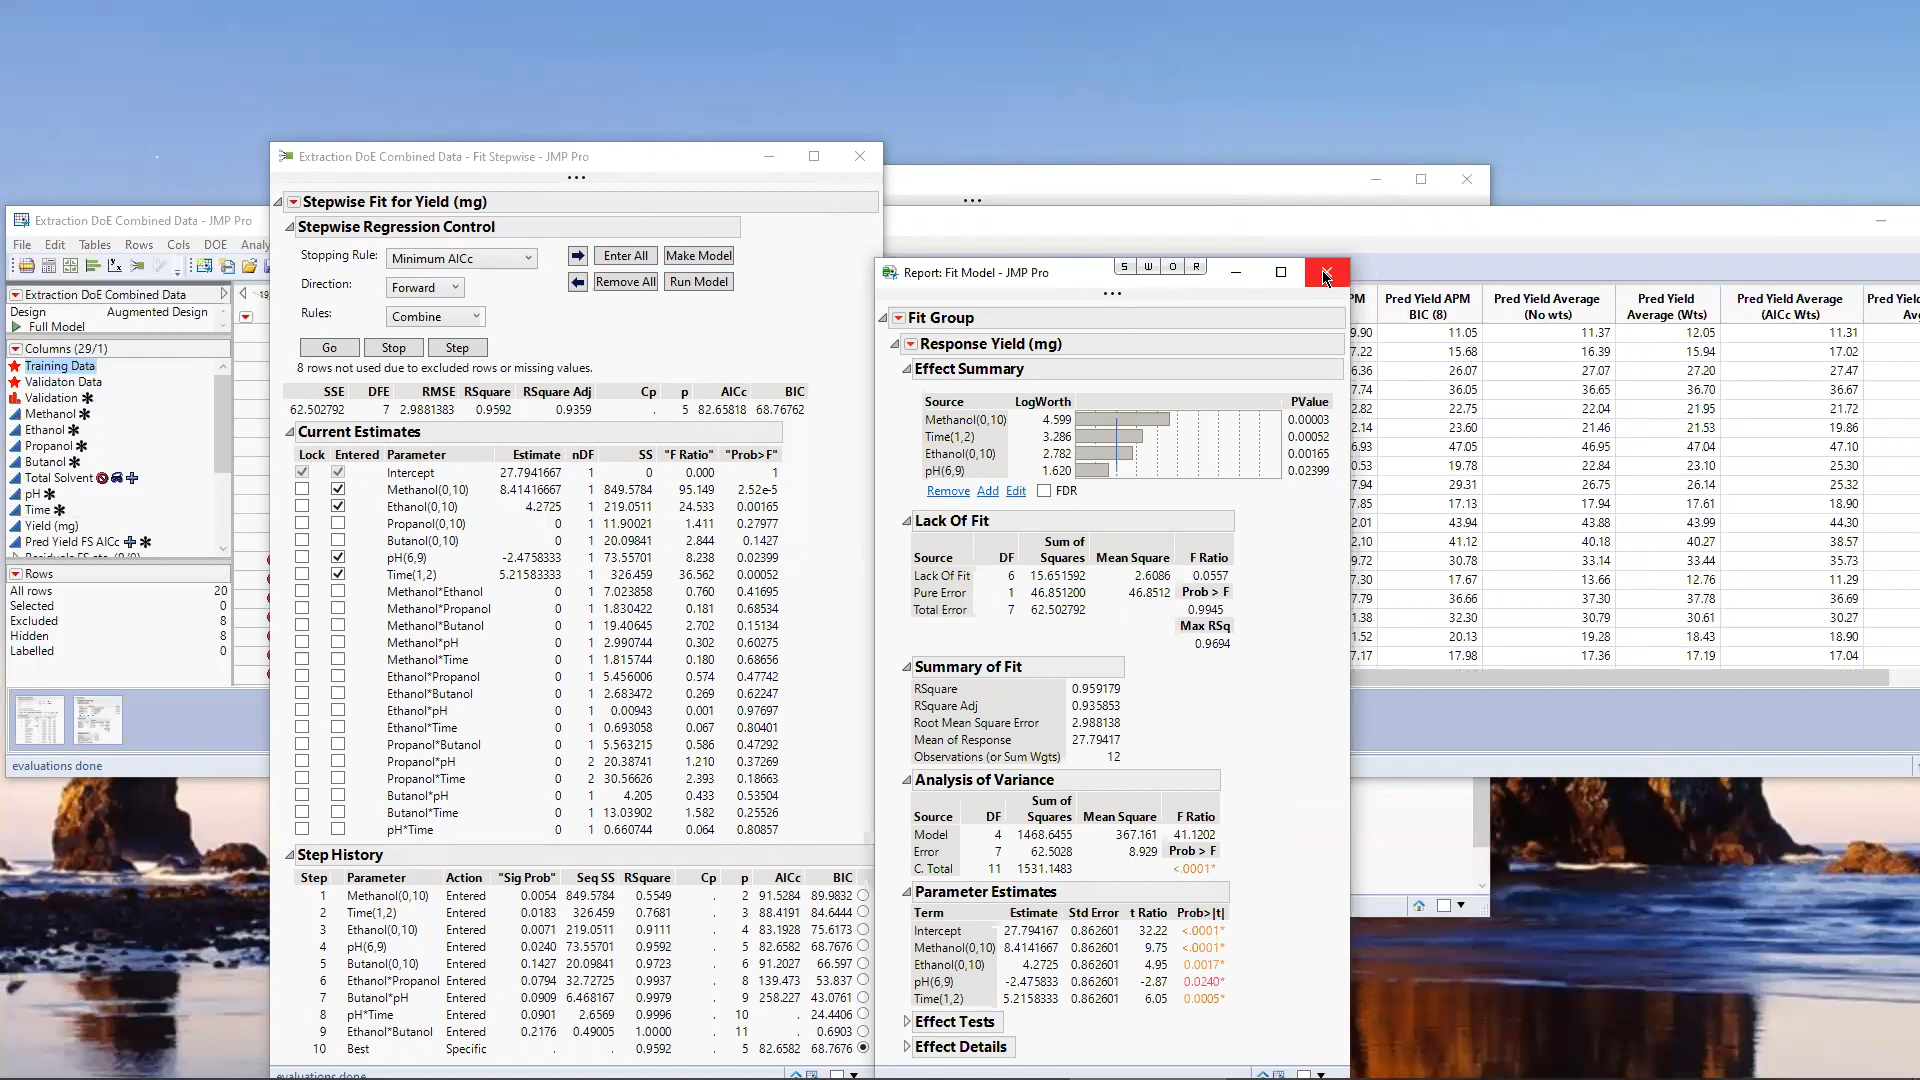 Extraction DoE Combined Data - Fit Stepwise - JMP Pro
Stepwise Fit for Yield (mg)
Stepwise Regression Control
Stopping Rule: Minimum AICc Enter All Make Model
Direction: Forward Remove All Run Model
Rules: Combine
Go Stop Step
8 rows not used due to excluded rows or missing values.
SSE DFE RMSE RSquare RSquare Adj Cp p AICc BIC
62.502792 7 2.9881383 0.9592 0.9359 . 5 82.65818 68.76762
Current Estimates
Lock Entered Parameter Estimate nDF SS "F Ratio" "Prob>F"
Intercept 27.7941667 1 0 0.000 1
Methanol(0,10) 8.41416667 1 849.5784 95.149 2.52e-5
Ethanol(0,10) 4.2725 1 219.0511 24.533 0.00165
Propanol(0,10) 0 1 11.90021 1.411 0.27977
Butanol(0,10) 0 1 20.09841 2.844 0.1427
pH(6,9) -2.4758333 1 73.55701 8.238 0.02399
Time(1,2) 5.21583333 1 326.459 36.562 0.00052
Methanol*Ethanol 0 1 7.023858 0.760 0.41695
Methanol*Propanol 0 1 1.830422 0.181 0.68534
Methanol*Butanol 0 1 19.40645 2.702 0.15134
Methanol*pH 0 1 2.990744 0.302 0.60275
Methanol*Time 0 1 1.815744 0.180 0.68656
Ethanol*Propanol 0 1 5.456006 0.574 0.47742
Ethanol*Butanol 0 1 2.683472 0.269 0.62247
Ethanol*pH 0 1 0.00943 0.001 0.97697
Ethanol*Time 0 1 0.693058 0.067 0.80401
Propanol*Butanol 0 1 5.563215 0.586 0.47292
Propanol*pH 0 2 20.38741 1.210 0.37269
Propanol*Time 0 2 30.56626 2.393 0.18663
Butanol*pH 0 1 4.205 0.433 0.53504
Butanol*Time 0 1 13.03902 1.582 0.25526
pH*Time 0 1 0.660744 0.064 0.80857
Step History
Step Parameter Action "Sig Prob" Seq SS RSquare Cp p AICc BIC
1 Methanol(0,10) Entered 0.0054 849.5784 0.5549 . 2 91.5284 89.9832
2 Time(1,2) Entered 0.0183 326.459 0.7681 . 3 88.4191 84.6444
3 Ethanol(0,10) Entered 0.0071 219.0511 0.9111 . 4 83.1928 75.6173
4 pH(6,9) Entered 0.0240 73.55701 0.9592 . 5 82.6582 68.7676
5 Butanol(0,10) Entered 0.1427 20.09841 0.9723 . 6 91.2027 66.597
6 Ethanol*Propanol Entered 0.0794 32.72725 0.9937 . 8 139.473 53.837
7 Butanol*pH Entered 0.0909 6.468167 0.9979 . 9 258.227 43.0761
8 pH*Time Entered 0.0901 2.6569 0.9996 . 10 . 24.4406
9 Ethanol*Butanol Entered 0.2176 0.49005 1.0000 . 11 . 0.6903
10 Best Specific . . 0.9592 . 5 82.6582 68.7676
evaluations done
Extraction DoE Combined Data - JMP Pro
File Edit Tables Rows Cols DOE Analy
Extraction DoE Combined Data
Design Augmented Design
Full Model
Columns (29/1)
Training Data
Validaton Data
Validation
Methanol
Ethanol
Propanol
Butanol
Total Solvent
pH
Time
Yield (mg)
Pred Yield FS AICc
Rows
All rows 20
Selected 0
Excluded 8
Hidden 8
Labelled 0
evaluations done
Report: Fit Model - JMP Pro
S W O R
Fit Group
Response Yield (mg)
Effect Summary
Source LogWorth PValue
Methanol(0,10) 4.599 0.00003
Time(1,2) 3.286 0.00052
Ethanol(0,10) 2.782 0.00165
pH(6,9) 1.620 0.02399
Remove Add Edit FDR
Lack Of Fit
Source DF Sum of Squares Mean Square F Ratio
Lack Of Fit 6 15.651592 2.6086 0.0557
Pure Error 1 46.851200 46.8512 Prob > F
Total Error 7 62.502792 0.9945
Max RSq
0.9694
Summary of Fit
RSquare 0.959179
RSquare Adj 0.935853
Root Mean Square Error 2.988138
Mean of Response 27.79417
Observations (or Sum Wgts) 12
Analysis of Variance
Source DF Sum of Squares Mean Square F Ratio
Model 4 1468.6455 367.161 41.1202
Error 7 62.5028 8.929 Prob > F
C. Total 11 1531.1483 <.0001*
Parameter Estimates
Term Estimate Std Error t Ratio Prob>|t|
Intercept 27.794167 0.862601 32.22 <.0001*
Methanol(0,10) 8.4141667 0.862601 9.75 <.0001*
Ethanol(0,10) 4.2725 0.862601 4.95 0.0017*
pH(6,9) -2.475833 0.862601 -2.87 0.0240*
Time(1,2) 5.2158333 0.862601 6.05 0.0005*
Effect Tests
Effect Details
PM Pred Yield APM BIC (8) Pred Yield Average (No wts) Pred Yield Average (Wts) Pred Yield Average (AICc Wts) Pred Yield
9.90 11.05 11.37 12.05 11.31
7.22 15.68 16.39 15.94 17.02
6.36 26.07 27.07 27.20 27.47
.74 36.05 36.65 36.70 36.67
2.82 22.75 22.04 21.95 21.72
2.14 23.60 21.46 21.53 19.86
.85 47.05 46.95 47.04 47.10
0.53 19.78 22.84 23.10 25.30
.94 29.31 26.75 26.14 25.32
.85 17.13 17.94 17.61 18.90
2.01 43.94 43.88 43.99 44.30
2.10 41.12 40.18 40.27 38.57
9.72 30.78 33.14 33.44 35.73
7.30 17.67 13.66 12.76 11.29
7.79 36.66 37.30 37.78 36.69
1.38 32.30 30.79 30.61 30.27
1.52 20.13 19.28 18.43 18.90
7.17 17.98 17.36 17.19 17.04